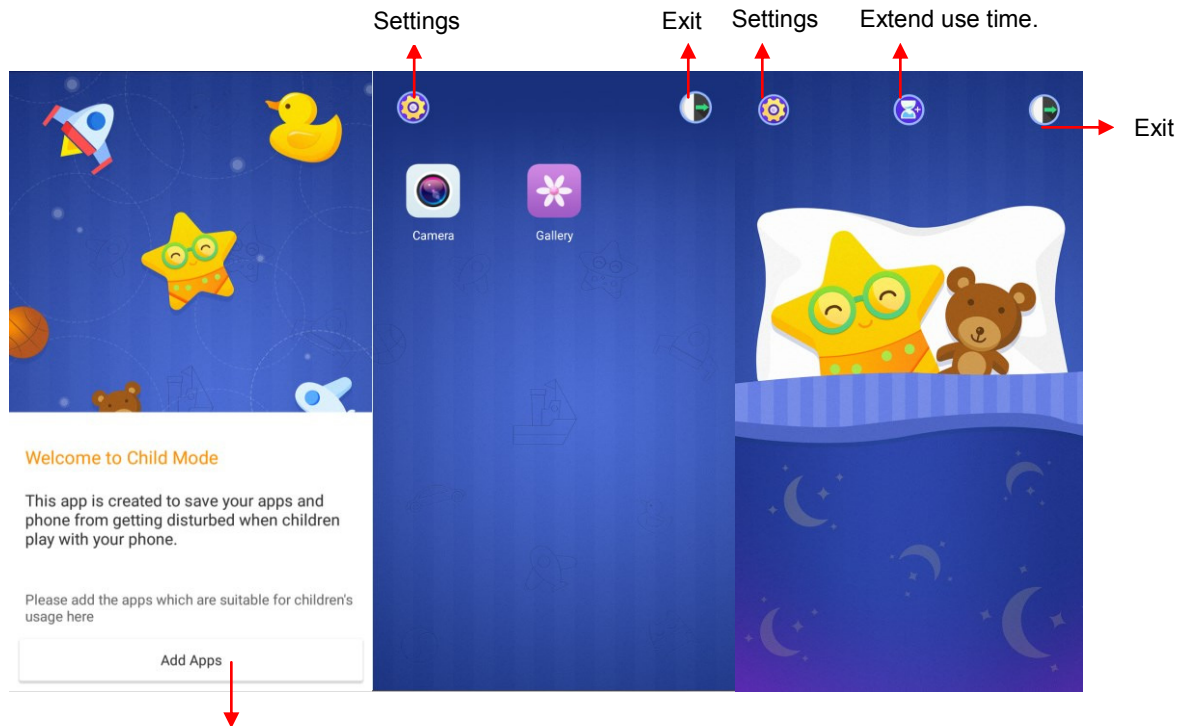 Settings
Exit
Settings
Extend use time.
Exit
Camera
Gallery
Welcome to Child Mode
This app is created to save your apps and
phone from getting disturbed when children
play with your phone.
Please add the apps which are suitable for children's
usage here
Add Apps